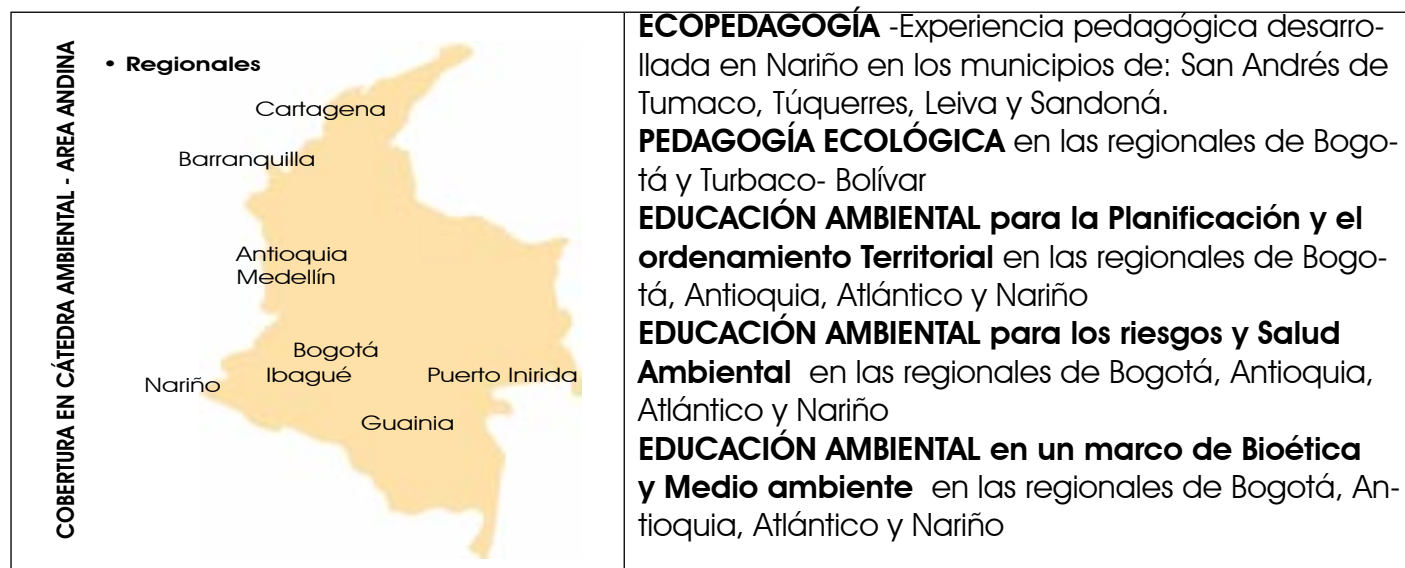 COBERTURA EN CÁTEDRA AMBIENTAL - AREA ANDINA
• Regionales
Cartagena
Barranquilla
Antioquia
Medellín
Bogotá
Ibagué
Nariño
Puerto Inirida
Guainia
ECOPEDAGOGÍA -Experiencia pedagógica desarro-
llada en Nariño en los municipios de: San Andrés de
Tumaco, Túquerres, Leiva y Sandoná.
PEDAGOGÍA ECOLÓGICA en las regionales de Bogo-
tá y Turbaco- Bolívar
EDUCACIÓN AMBIENTAL para la Planificación y el
ordenamiento Territorial en las regionales de Bogo-
tá, Antioquia, Atlántico y Nariño
EDUCACIÓN AMBIENTAL para los riesgos y Salud
Ambiental en las regionales de Bogotá, Antioquia,
Atlántico y Nariño
EDUCACIÓN AMBIENTAL en un marco de Bioética
y Medio ambiente en las regionales de Bogotá, An-
tioquia, Atlántico y Nariño